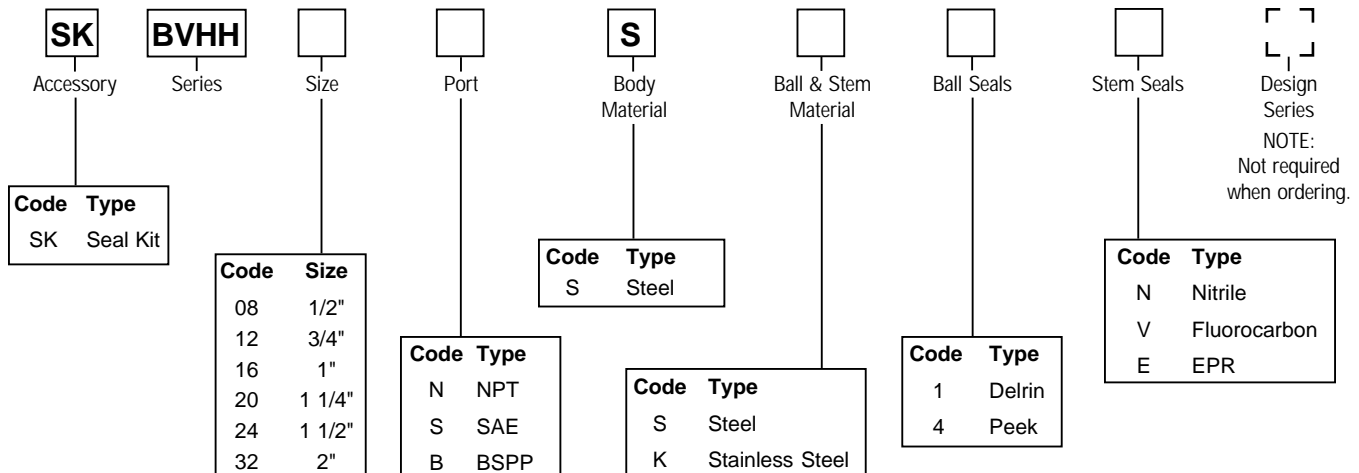 SK BVHH S
Accessory
Series
Size
Port
Body
Material
Ball & Stem
Material
Ball Seals
Stem Seals
Design
Series
NOTE:
Not required
when ordering.
Code Type
SK Seal Kit
Code Size
08 1/2"
12 3/4"
16 1"
20 1 1/4"
24 1 1/2"
32 2"
Code Type
N NPT
S SAE
B BSPP
Code Type
S Steel
Code Type
S Steel
K Stainless Steel
Code Type
1 Delrin
4 Peek
Code Type
N Nitrile
V Fluorocarbon
E EPR